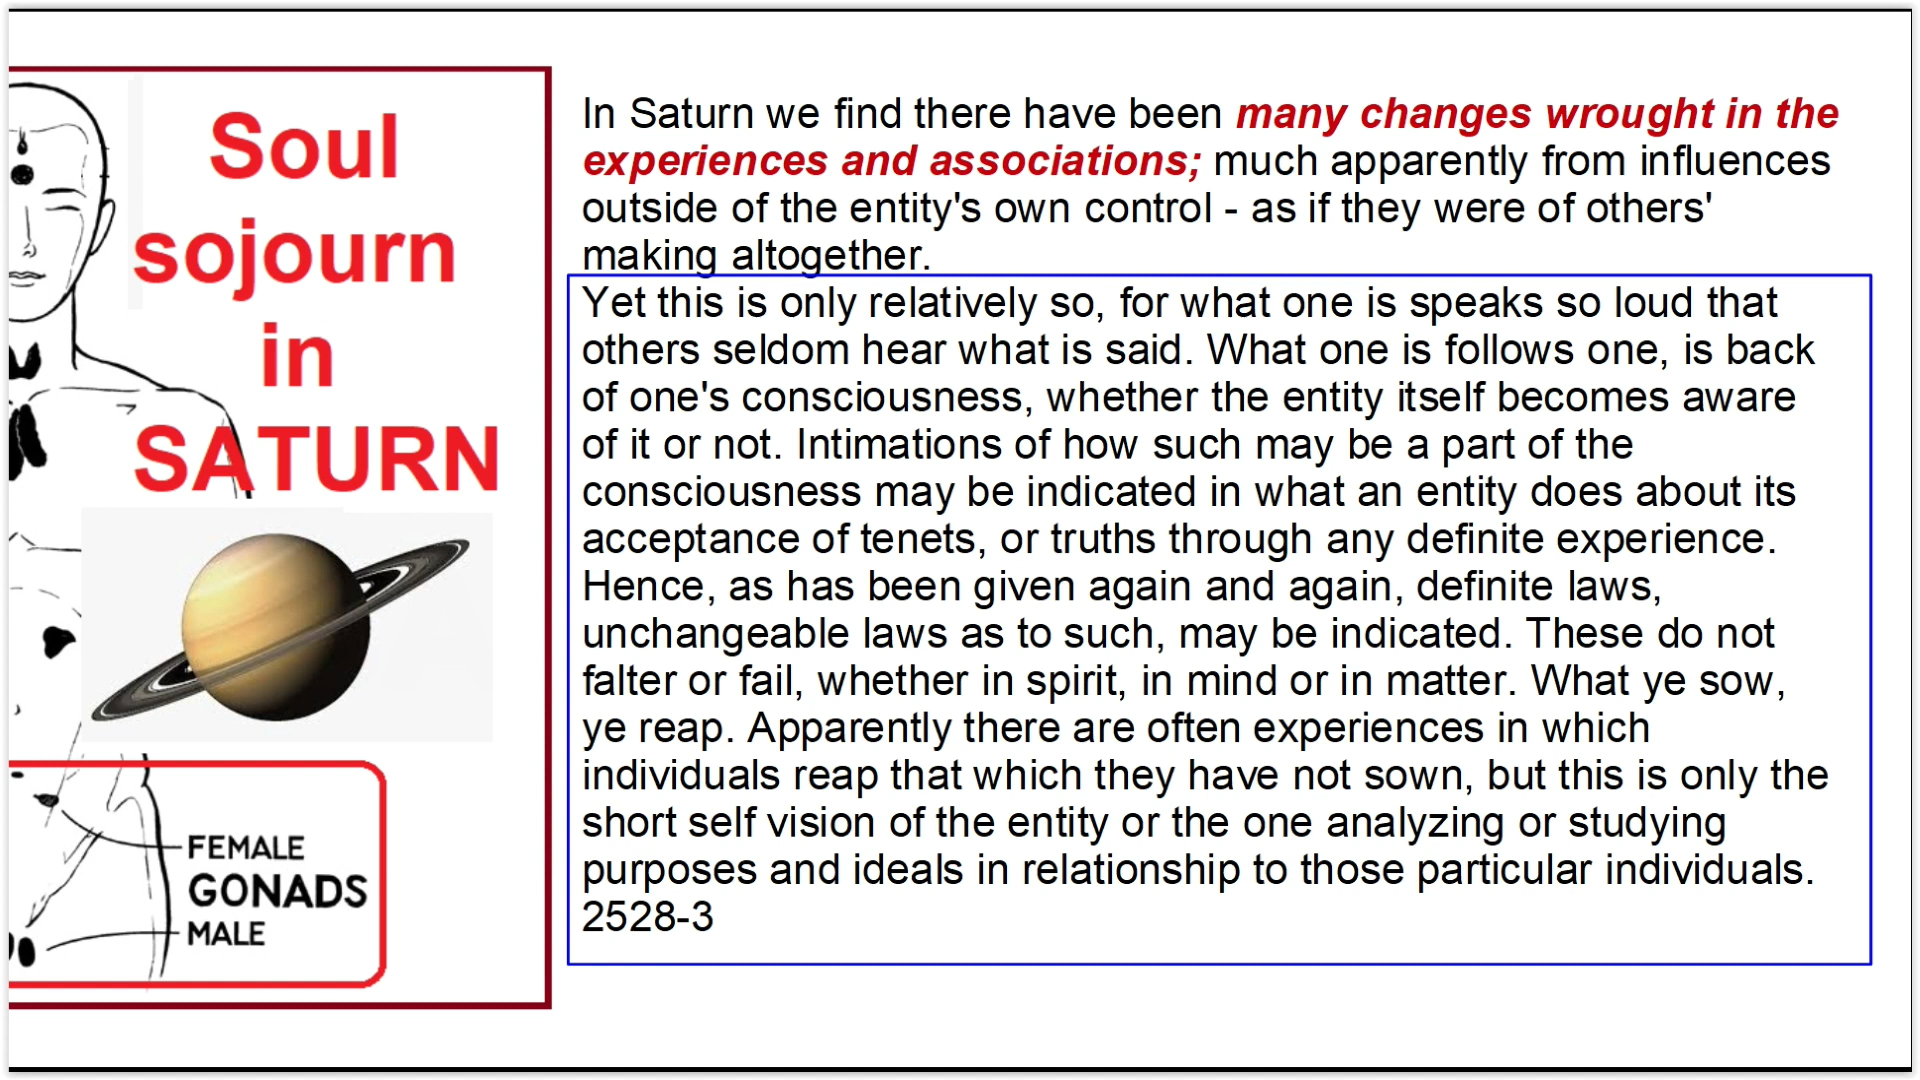 Soul
sojourn
in
SATURN
FEMALE
GONADS
MALE
In Saturn we find there have been many changes wrought in the
experiences and associations; much apparently from influences
outside of the entity's own control - as if they were of others'
making altogether.
Yet this is only relatively so, for what one is speaks so loud that
others seldom hear what is said. What one is follows one, is back
of one's consciousness, whether the entity itself becomes aware
of it or not. Intimations of how such may be a part of the
consciousness may be indicated in what an entity does about its
acceptance of tenets, or truths through any definite experience.
Hence, as has been given again and again, definite laws,
unchangeable laws as to such, may be indicated. These do not
falter or fail, whether in spirit, in mind or in matter. What ye sow,
ye reap. Apparently there are often experiences in which
individuals reap that which they have not sown, but this is only the
short self vision of the entity or the one analyzing or studying
purposes and ideals in relationship to those particular individuals.
2528-3